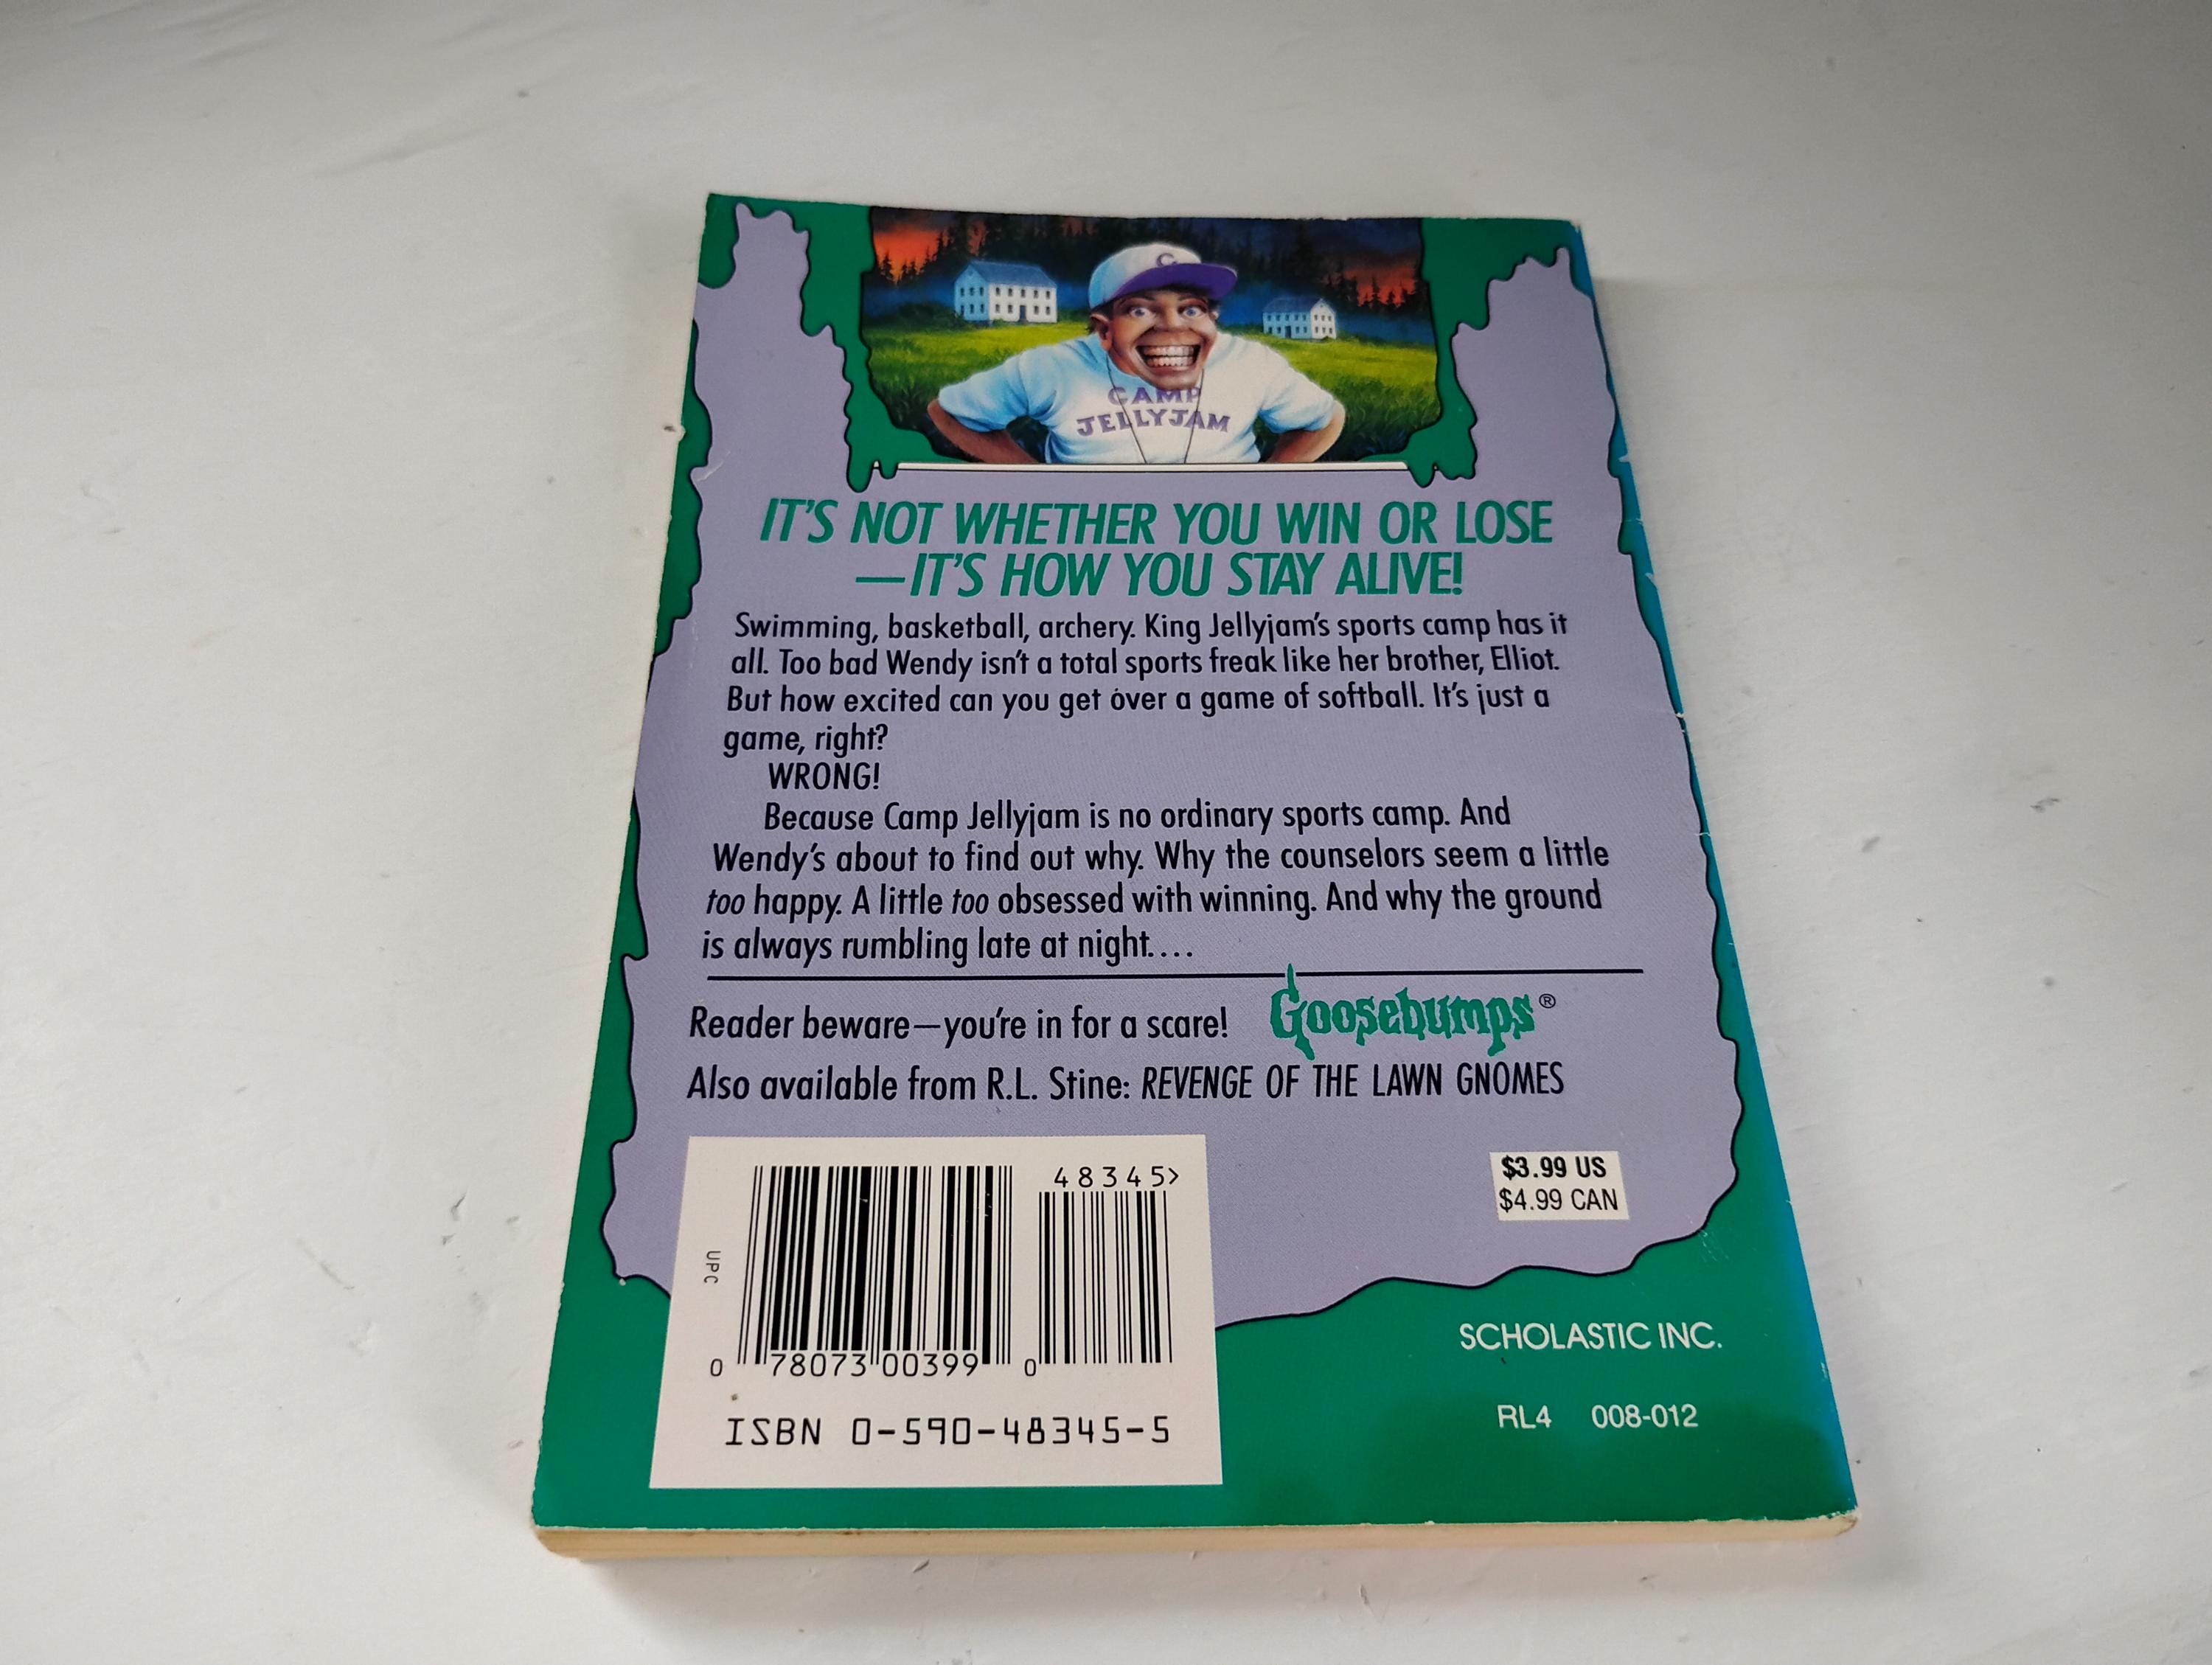 C
CAMP
JELLYJAM
IT'S NOT WHETHER YOU WIN OR LOSE
—IT'S HOW YOU STAY ALIVE!
Swimming, basketball, archery. King Jellyjam's sports camp has it
all. Too bad Wendy isn't a total sports freak like her brother, Elliot.
But how excited can you get over a game of softball. It's just a
game, right?
WRONG!
Because Camp Jellyjam is no ordinary sports camp. And
Wendy's about to find out why. Why the counselors seem a little
too happy. A little too obsessed with winning. And why the ground
is always rumbling late at night....
Reader beware—you're in for a scare! Goosebumps®
Also available from R.L. Stine: REVENGE OF THE LAWN GNOMES
48345>
$3.99 US
$4.99 CAN
UPC
0 78073 00399 0
ISBN 0-590-48345-5
SCHOLASTIC INC.
RL4 008-012